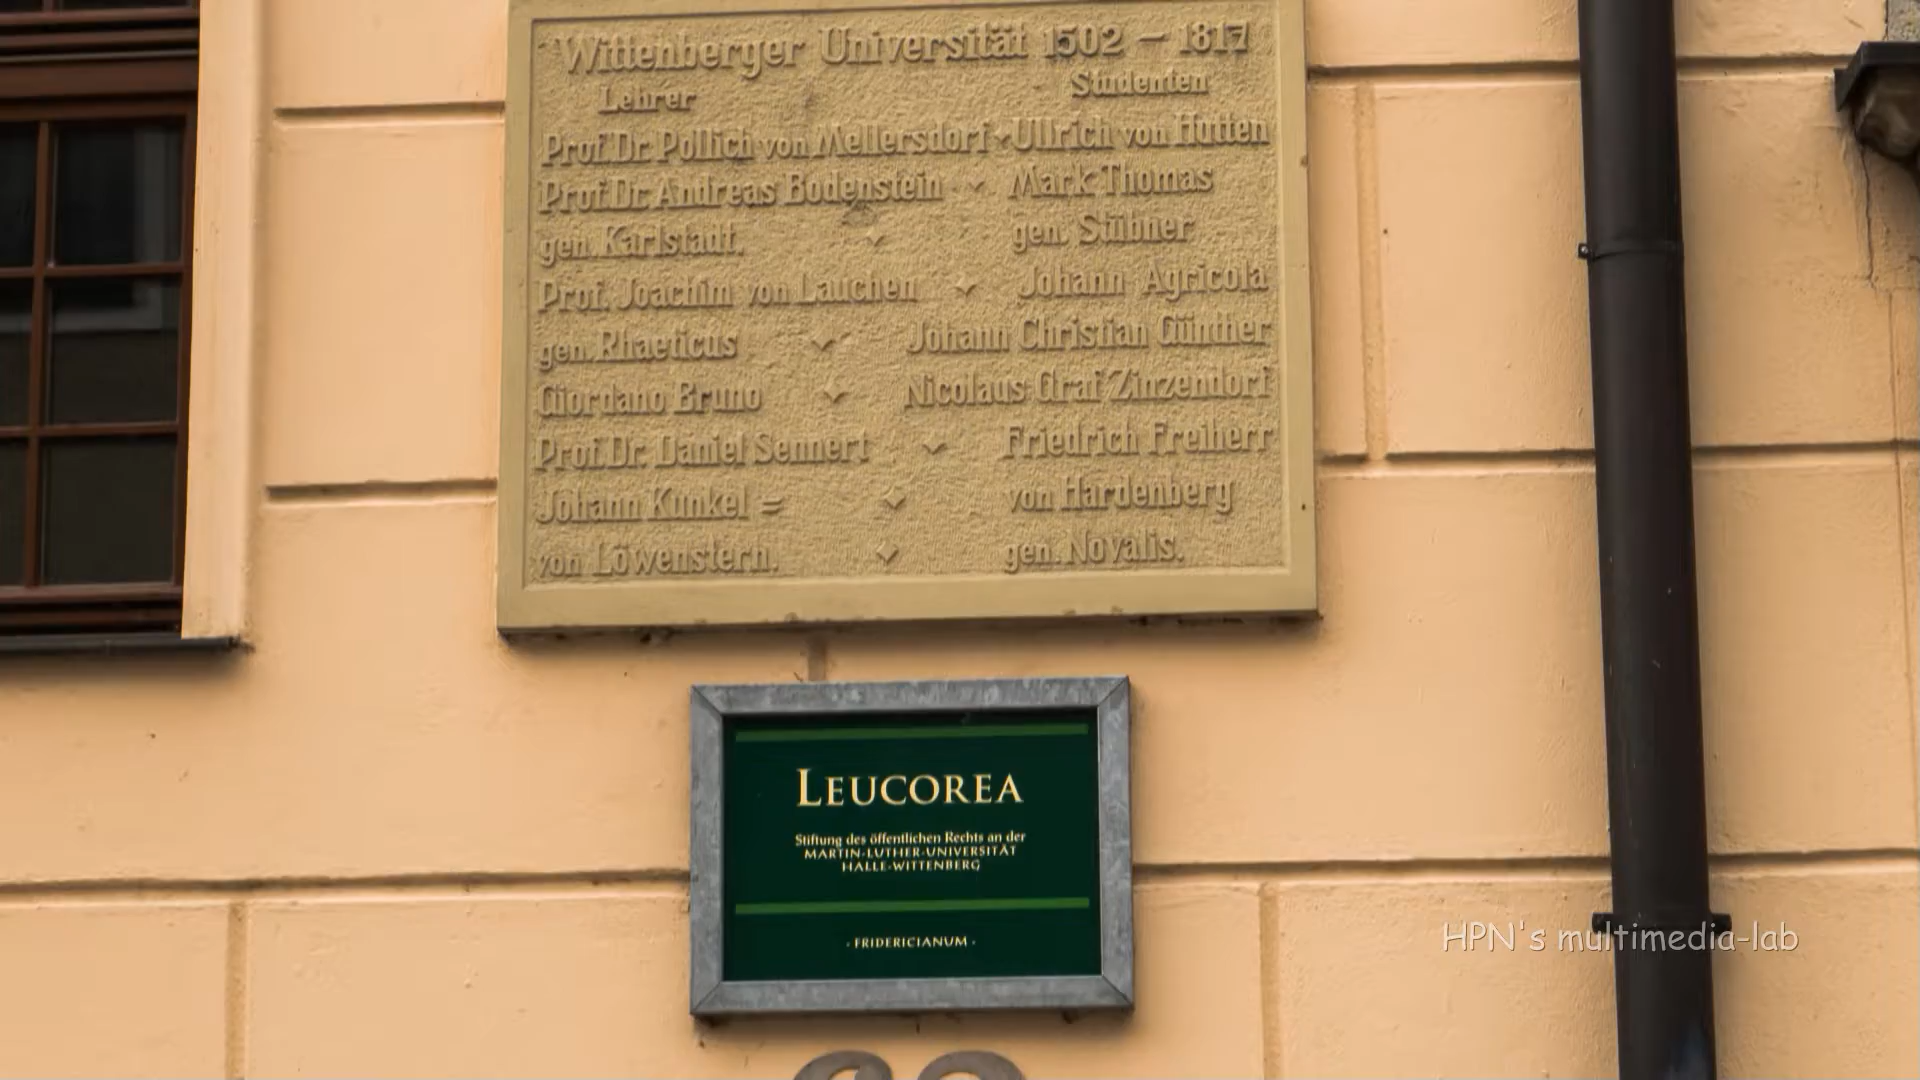 Wittenberger Universität 1502 – 1817
Lehrer Studenten
Prof. Dr. Pollich von Mellersdorf Ullrich von Hutten
Prof. Dr. Andreas Bodenstein Mark Thomas
gen. Karlstadt. gen. Stübner
Prof. Joachim von Lauchen Johann Agricola
gen. Rhaeticus Johann Christian Günther
Giordano Bruno Nicolaus Graf Zinzendorf
Prof. Dr. Daniel Sennert Friedrich Freiherr
Johann Kunkel = von Hardenberg
von Löwenstern. gen. Novalis.
LEUCOREA
Stiftung des öffentlichen Rechts an der
MARTIN-LUTHER-UNIVERSITÄT
HALLE-WITTENBERG
· FRIDERICIANUM ·
HPN's multimedia-lab